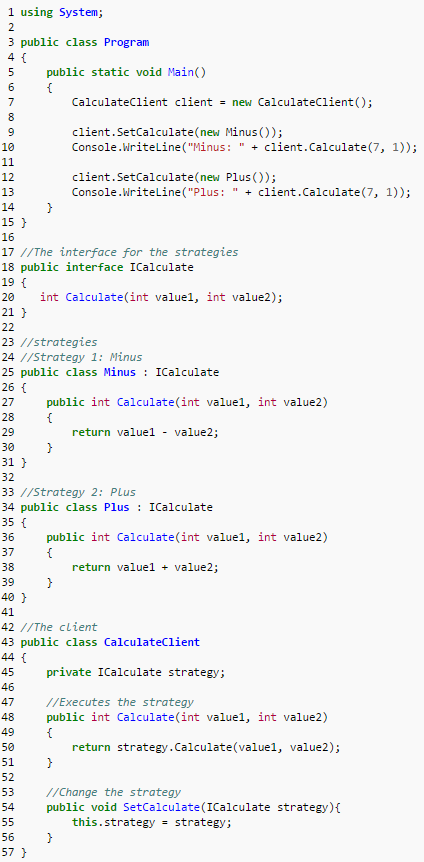 1 using System;
2
3 public class Program
4 {
5     public static void Main()
6     {
7         CalculateClient client = new CalculateClient();
8
9         client.SetCalculate(new Minus());
10         Console.WriteLine("Minus: " + client.Calculate(7, 1));
11
12         client.SetCalculate(new Plus());
13         Console.WriteLine("Plus: " + client.Calculate(7, 1));
14     }
15 }
16
17 //The interface for the strategies
18 public interface ICalculate
19 {
20    int Calculate(int value1, int value2);
21 }
22
23 //strategies
24 //Strategy 1: Minus
25 public class Minus : ICalculate
26 {
27     public int Calculate(int value1, int value2)
28     {
29         return value1 - value2;
30     }
31 }
32
33 //Strategy 2: Plus
34 public class Plus : ICalculate
35 {
36     public int Calculate(int value1, int value2)
37     {
38         return value1 + value2;
39     }
40 }
41
42 //The client
43 public class CalculateClient
44 {
45     private ICalculate strategy;
46
47     //Executes the strategy
48     public int Calculate(int value1, int value2)
49     {
50         return strategy.Calculate(value1, value2);
51     }
52
53     //Change the strategy
54     public void SetCalculate(ICalculate strategy){
55         this.strategy = strategy;
56     }
57 }